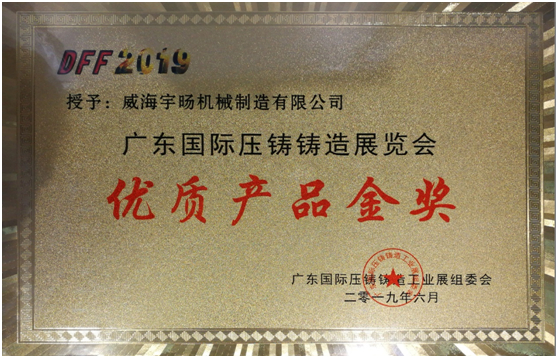 DFF 2019
授予：威海宇旸机械制造有限公司
广东国际压铸铸造展览会
优质产品金奖
广东国际压铸铸造工业展组委会
二零一九年六月